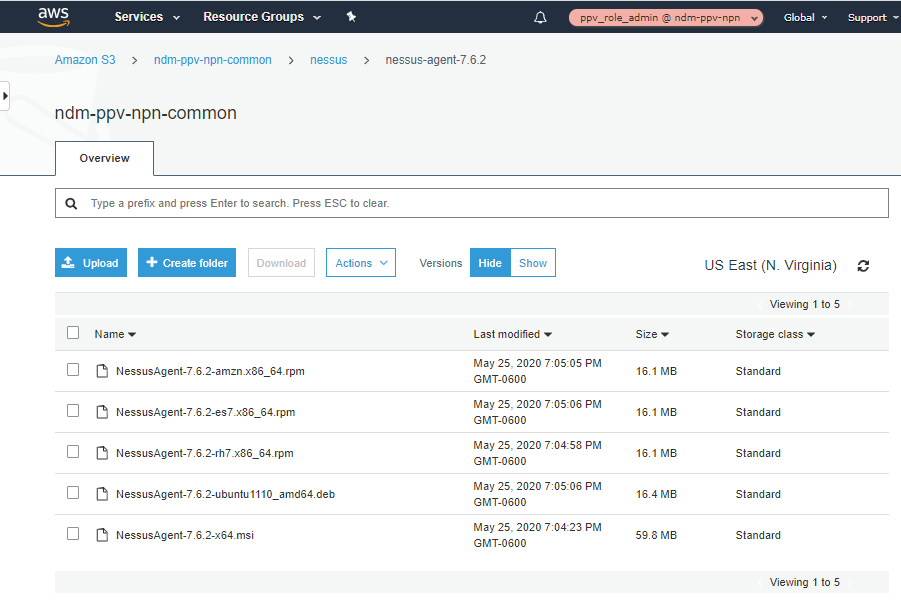 aws Services Resource Groups ppv_role_admin @ ndm-ppv-npn Global Support
Amazon S3 > ndm-ppv-npn-common > nessus > nessus-agent-7.6.2
ndm-ppv-npn-common
Overview
Type a prefix and press Enter to search. Press ESC to clear.
Upload + Create folder Download Actions Versions Hide Show US East (N. Virginia)
Viewing 1 to 5
Name Last modified Size Storage class
NessusAgent-7.6.2-amzn.x86_64.rpm May 25, 2020 7:05:05 PM GMT-0600 16.1 MB Standard
NessusAgent-7.6.2-es7.x86_64.rpm May 25, 2020 7:05:06 PM GMT-0600 16.1 MB Standard
NessusAgent-7.6.2-rh7.x86_64.rpm May 25, 2020 7:04:58 PM GMT-0600 16.1 MB Standard
NessusAgent-7.6.2-ubuntu1110_amd64.deb May 25, 2020 7:05:06 PM GMT-0600 16.4 MB Standard
NessusAgent-7.6.2-x64.msi May 25, 2020 7:04:23 PM GMT-0600 59.8 MB Standard
Viewing 1 to 5